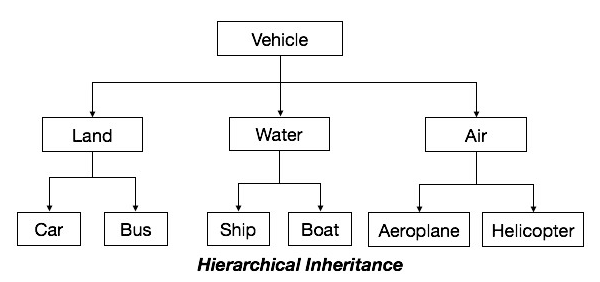 Vehicle
Land
Water
Air
Car
Bus
Ship
Boat
Aeroplane
Helicopter
Hierarchical Inheritance